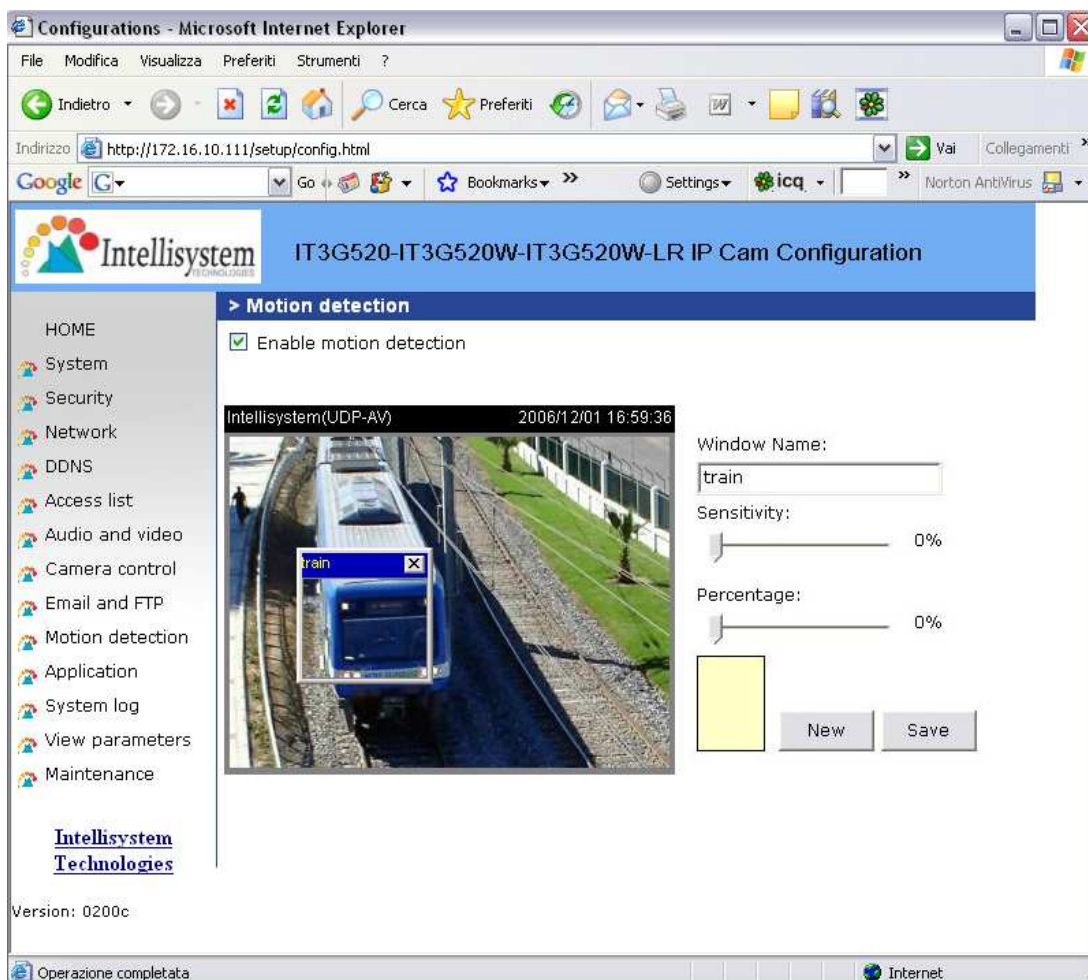 Configurations - Microsoft Internet Explorer
File Modifica Visualizza Preferiti Strumenti ?
Indietro Cerca Preferiti
Indirizzo http://172.16.10.111/setup/config.html Vai Collegamenti »
Google G Go Bookmarks » Settings icq » Norton AntiVirus
Intellisystem
TECHNOLOGIES
IT3G520-IT3G520W-IT3G520W-LR IP Cam Configuration
> Motion detection
HOME
System
Security
Network
DDNS
Access list
Audio and video
Camera control
Email and FTP
Motion detection
Application
System log
View parameters
Maintenance
Intellisystem
Technologies
Version: 0200c
Enable motion detection
Intellisystem(UDP-AV) 2006/12/01 16:59:36
train
Window Name:
train
Sensitivity:
0%
Percentage:
0%
New Save
Operazione completata Internet